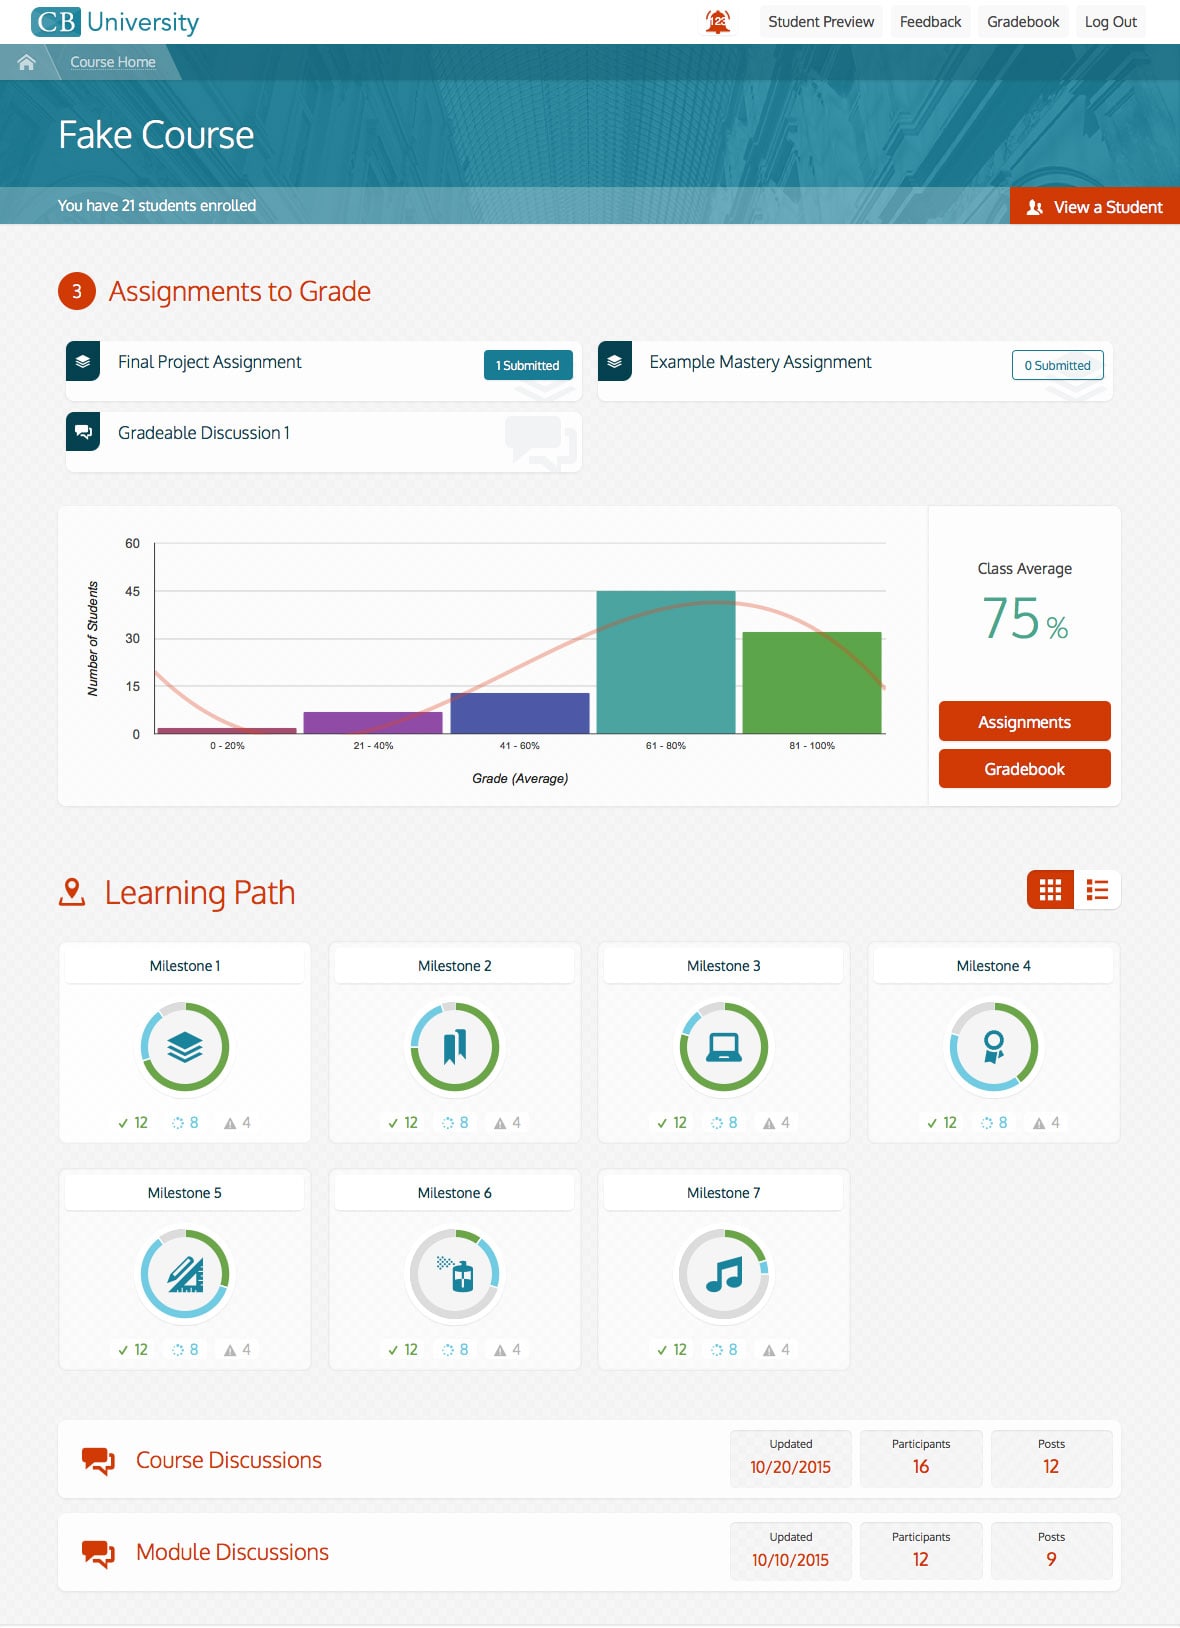 CB University
123
Student Preview
Feedback
Gradebook
Log Out
Course Home
Fake Course
You have 21 students enrolled
View a Student
3 Assignments to Grade
Final Project Assignment
1 Submitted
Example Mastery Assignment
0 Submitted
Gradeable Discussion 1
60
45
30
15
0
Number of Students
0 - 20%
21 - 40%
41 - 60%
61 - 80%
81 - 100%
Grade (Average)
Class Average
75 %
Assignments
Gradebook
Learning Path
Milestone 1
12 8 4
Milestone 2
12 8 4
Milestone 3
12 8 4
Milestone 4
12 8 4
Milestone 5
12 8 4
Milestone 6
12 8 4
Milestone 7
12 8 4
Course Discussions
Updated
10/20/2015
Participants
16
Posts
12
Module Discussions
Updated
10/10/2015
Participants
12
Posts
9